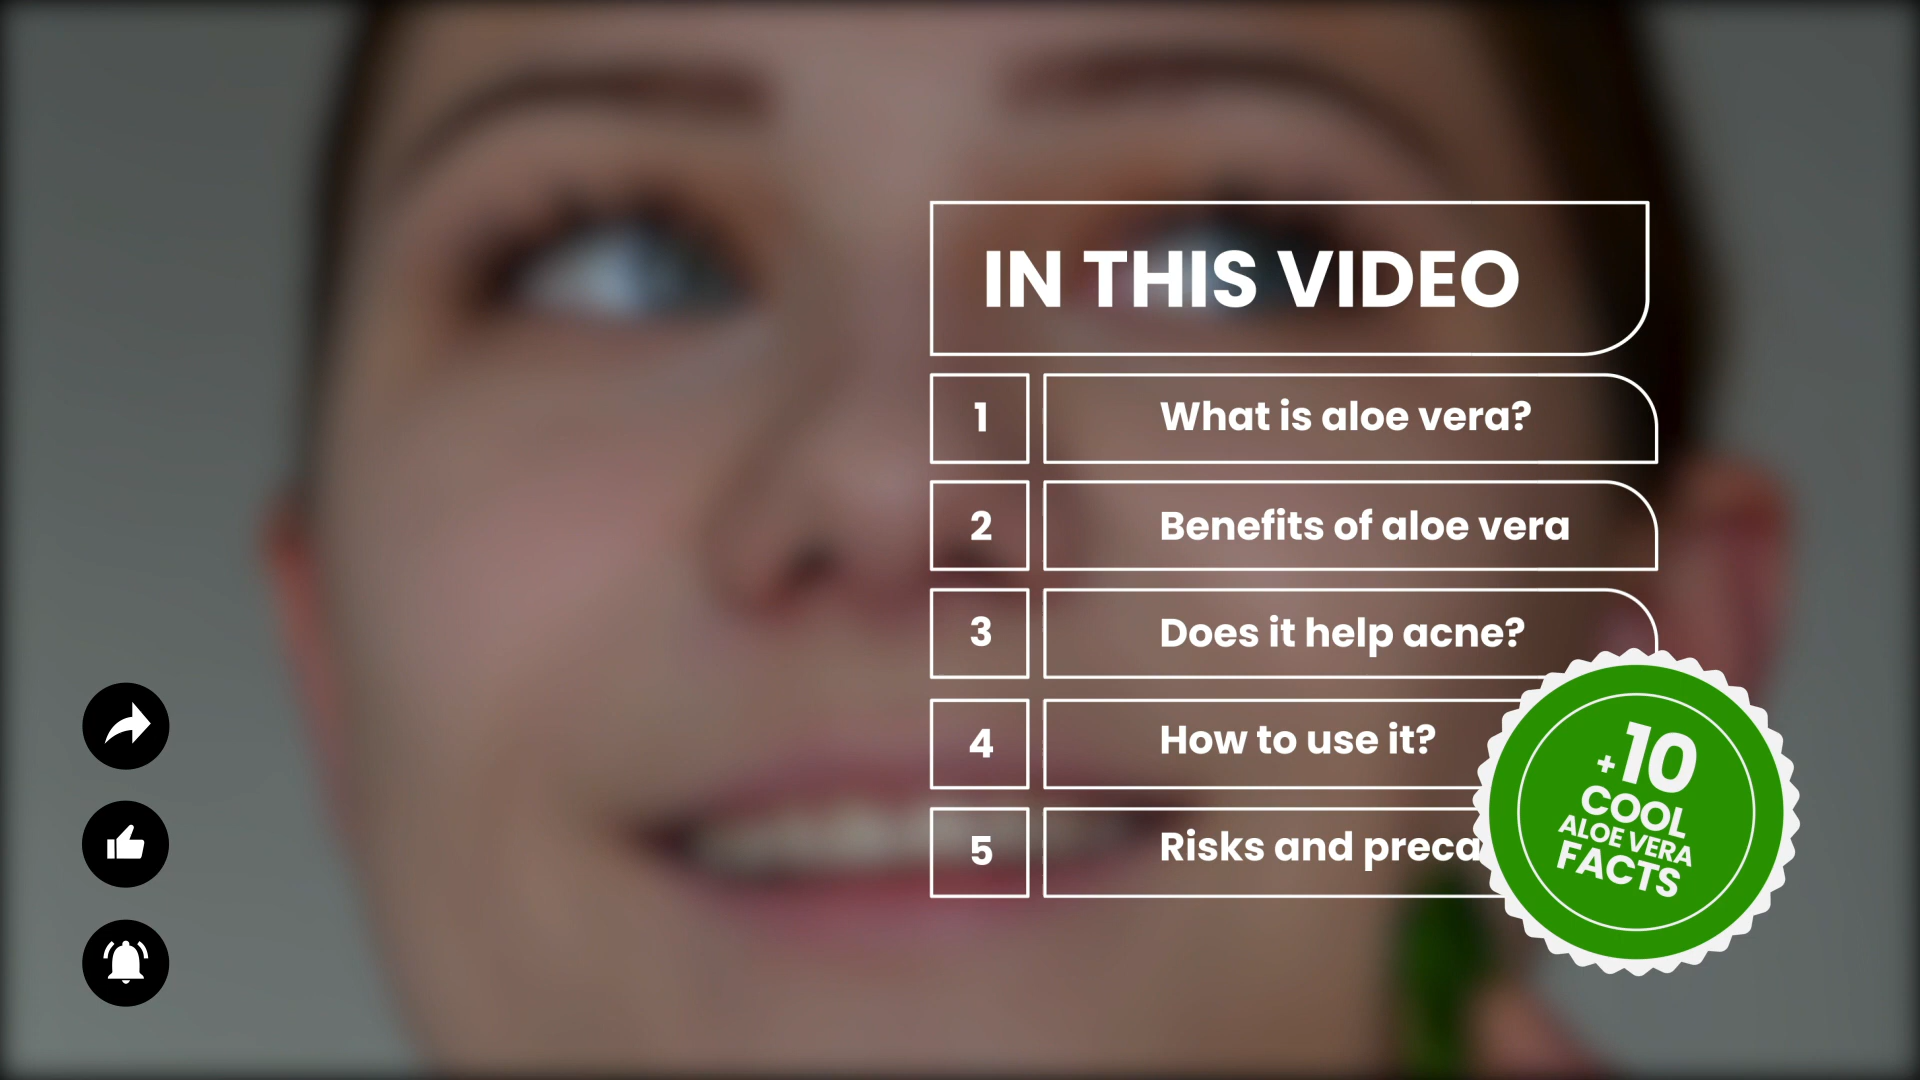 IN THIS VIDEO
1 What is aloe vera?
2 Benefits of aloe vera
3 Does it help acne?
4 How to use it?
5 Risks and preca
+10
COOL
ALOE VERA
FACTS